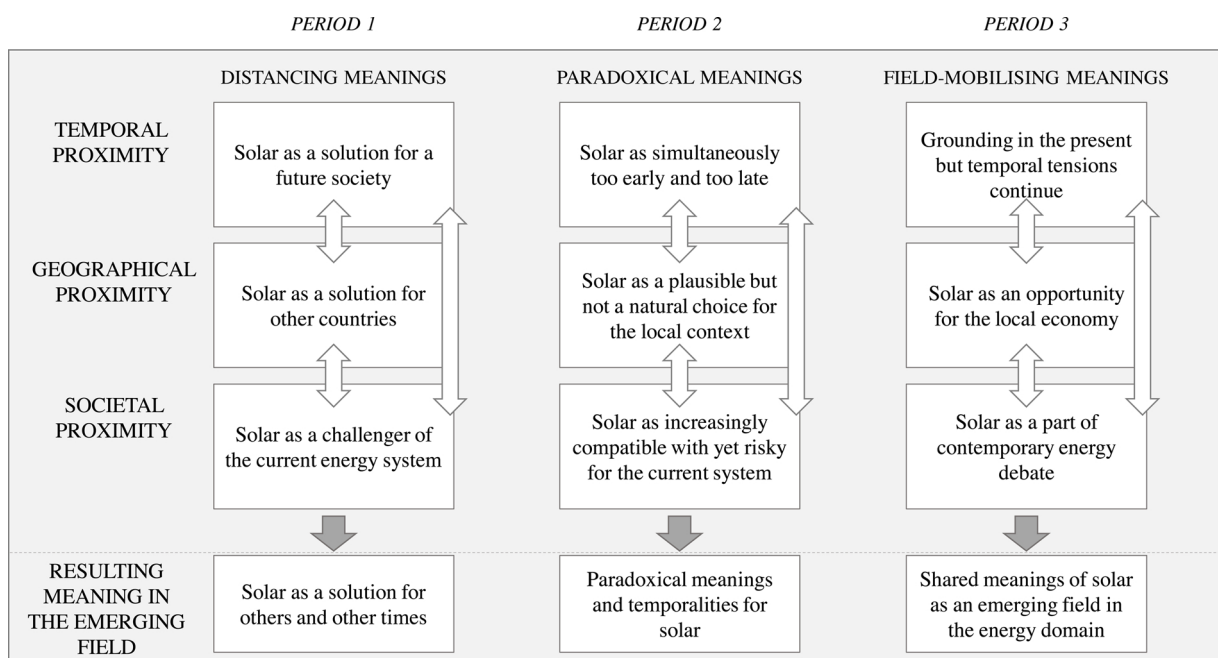 PERIOD 1
PERIOD 2
PERIOD 3
DISTANCING MEANINGS
PARADOXICAL MEANINGS
FIELD-MOBILISING MEANINGS
TEMPORAL
PROXIMITY
Solar as a solution for a
future society
Solar as simultaneously
too early and too late
Grounding in the present
but temporal tensions
continue
GEOGRAPHICAL
PROXIMITY
Solar as a solution for
other countries
Solar as a plausible but
not a natural choice for
the local context
Solar as an opportunity
for the local economy
SOCIETAL
PROXIMITY
Solar as a challenger of
the current energy system
Solar as increasingly
compatible with yet risky
for the current system
Solar as a part of
contemporary energy
debate
RESULTING
MEANING IN
THE EMERGING
FIELD
Solar as a solution for
others and other times
Paradoxical meanings
and temporalities for
solar
Shared meanings of solar
as an emerging field in
the energy domain